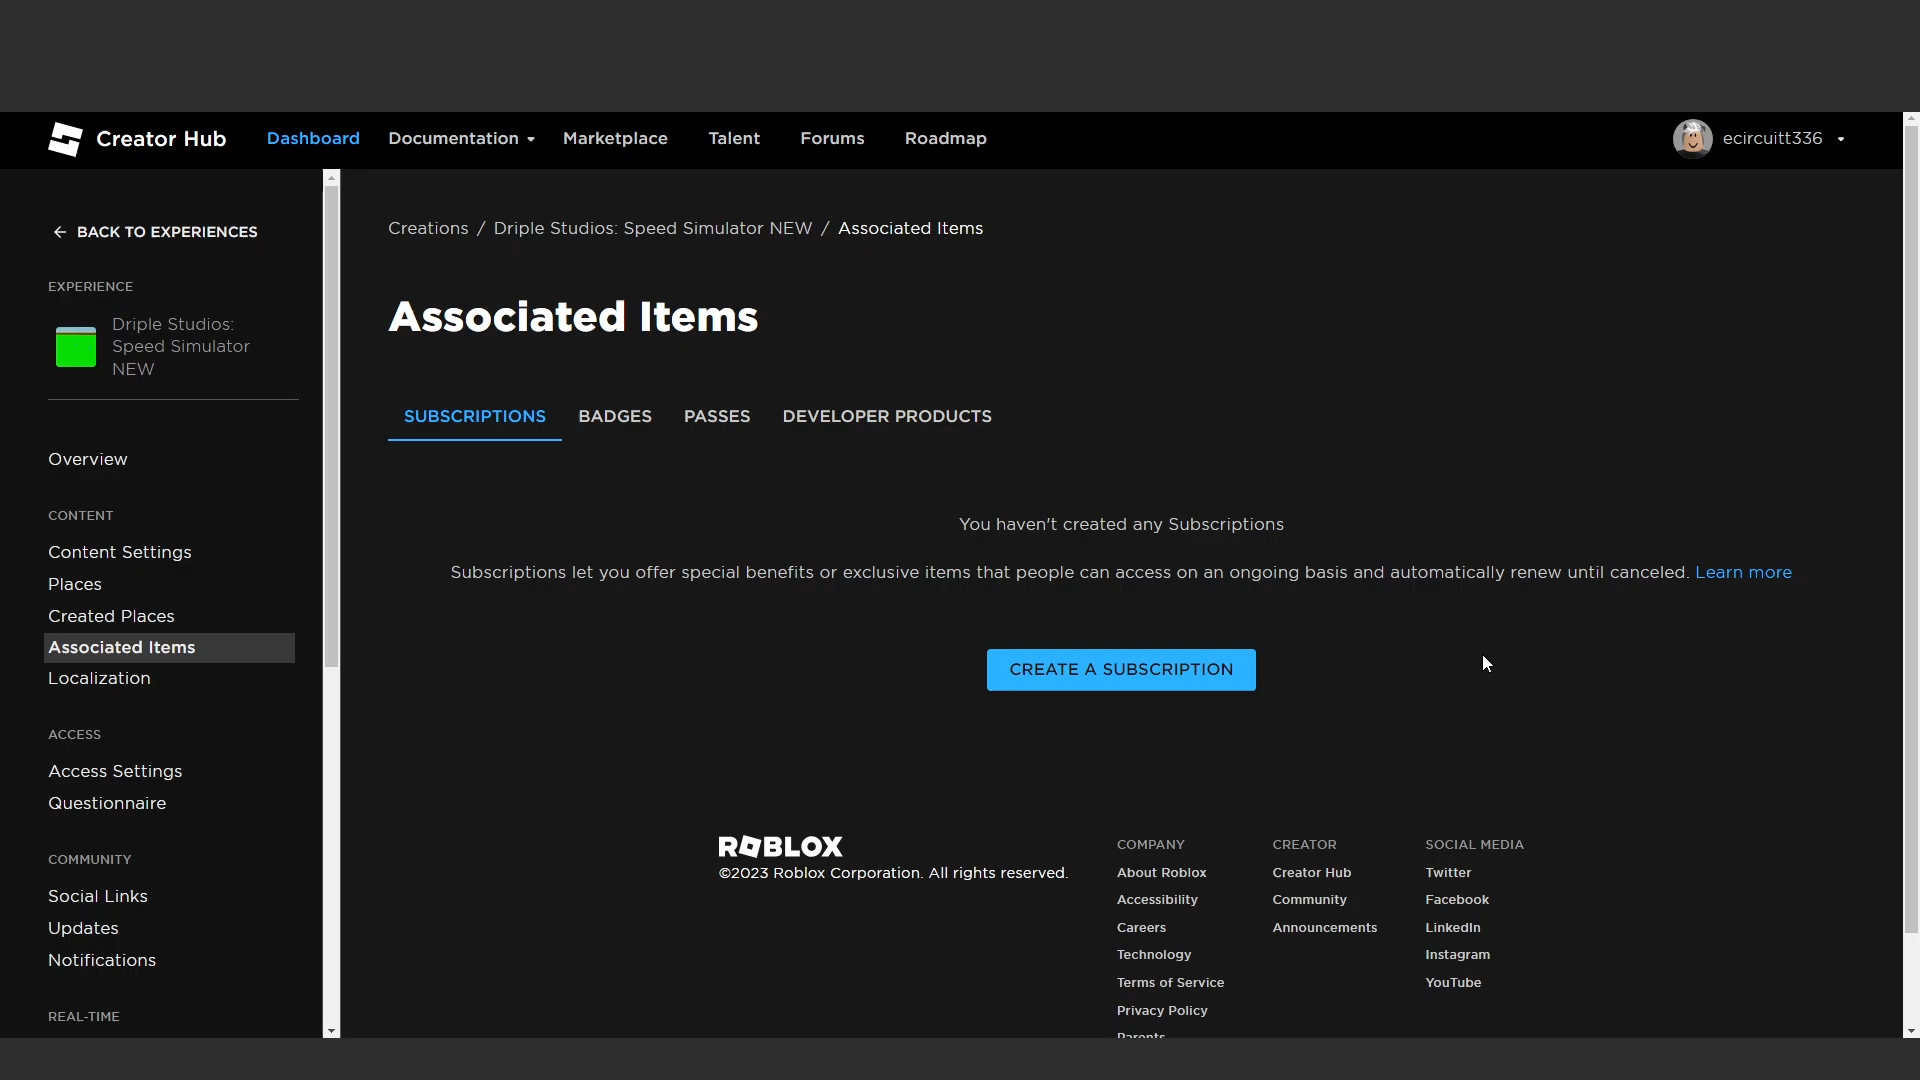 Creator Hub
Dashboard
Documentation
Marketplace
Talent
Forums
Roadmap
ecircuitt336
BACK TO EXPERIENCES
EXPERIENCE
Driple Studios:
Speed Simulator
NEW
Overview
CONTENT
Content Settings
Places
Created Places
Associated Items
Localization
ACCESS
Access Settings
Questionnaire
COMMUNITY
Social Links
Updates
Notifications
REAL-TIME
Creations / Driple Studios: Speed Simulator NEW / Associated Items
Associated Items
SUBSCRIPTIONS
BADGES
PASSES
DEVELOPER PRODUCTS
You haven't created any Subscriptions
Subscriptions let you offer special benefits or exclusive items that people can access on an ongoing basis and automatically renew until canceled. Learn more
CREATE A SUBSCRIPTION
ROBLOX
©2023 Roblox Corporation. All rights reserved.
COMPANY
About Roblox
Accessibility
Careers
Technology
Terms of Service
Privacy Policy
Parents
CREATOR
Creator Hub
Community
Announcements
SOCIAL MEDIA
Twitter
Facebook
LinkedIn
Instagram
YouTube